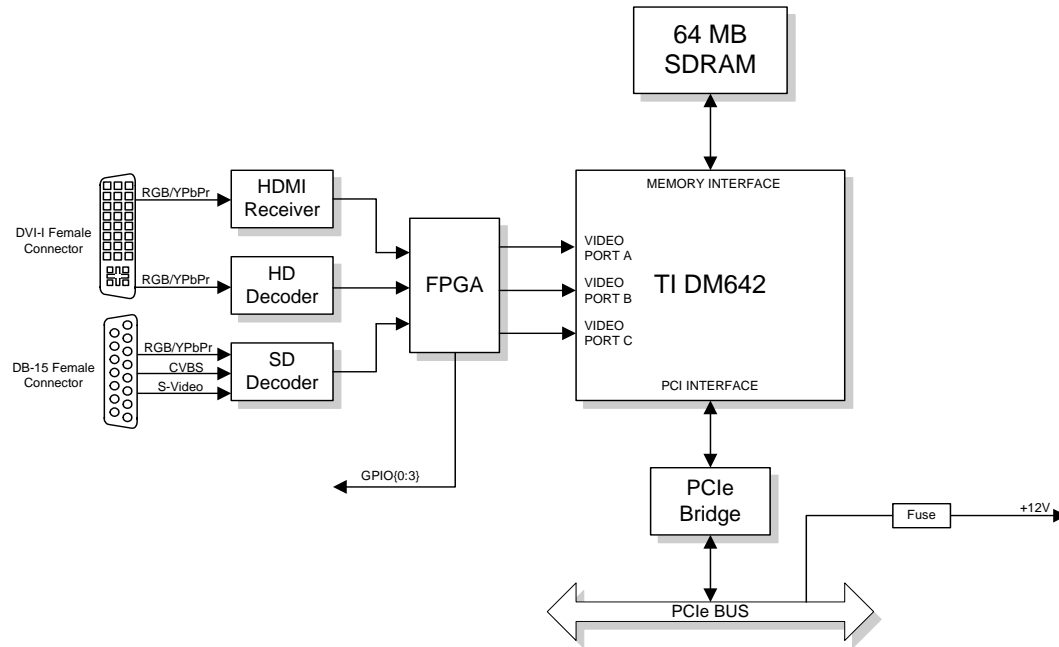 64 MB
SDRAM
RGB/YPbPr
HDMI
Receiver
MEMORY INTERFACE
DVI-I Female
Connector
FPGA
VIDEO
PORT A
TI DM642
RGB/YPbPr
HD
Decoder
VIDEO
PORT B
VIDEO
PORT C
DB-15 Female
Connector
RGB/YPbPr
CVBS
S-Video
SD
Decoder
PCI INTERFACE
GPIO{0:3}
PCIe
Bridge
Fuse
+12V
PCIe BUS